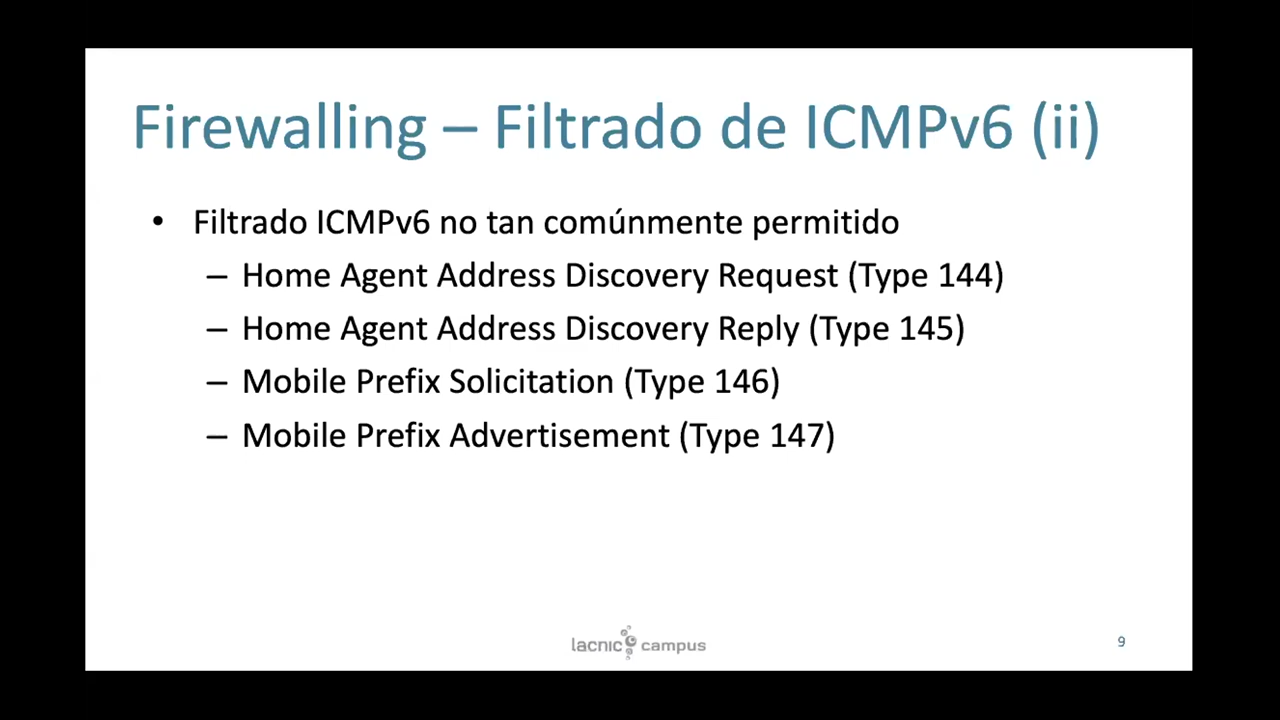 Firewalling – Filtrado de ICMPv6 (ii)
• Filtrado ICMPv6 no tan comúnmente permitido
– Home Agent Address Discovery Request (Type 144)
– Home Agent Address Discovery Reply (Type 145)
– Mobile Prefix Solicitation (Type 146)
– Mobile Prefix Advertisement (Type 147)
lacnic campus
9